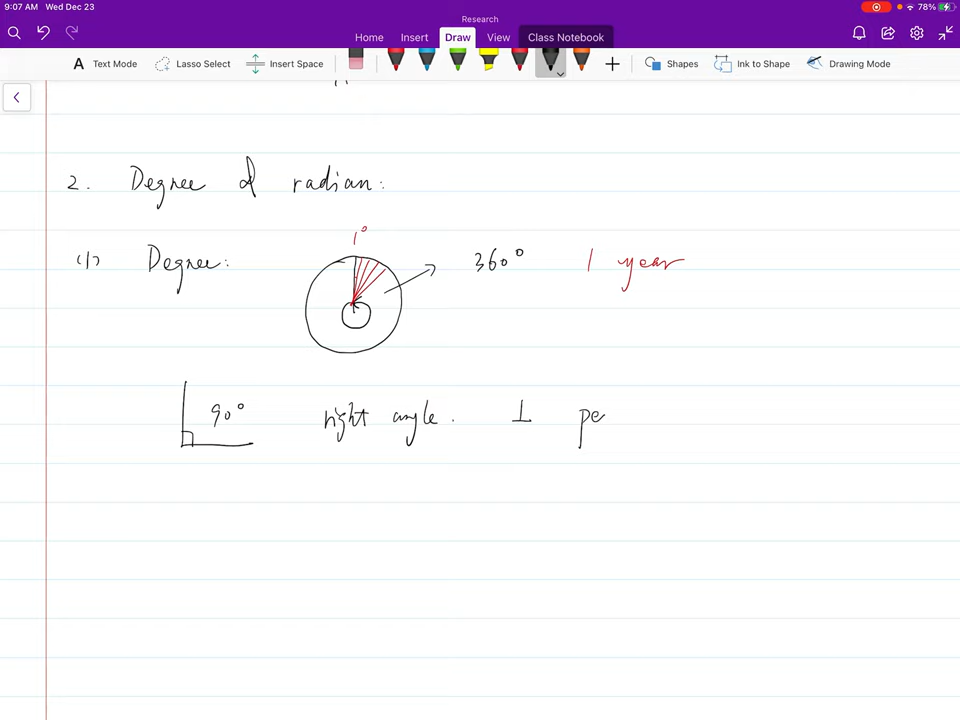 9:07 AM Wed Dec 23
78%
Research
Home Insert Draw View Class Notebook
Text Mode Lasso Select Insert Space Shapes Ink to Shape Drawing Mode
2. Degree & radian:
1°
(1) Degree: 360° 1 year
90° right angle. ⊥ pe